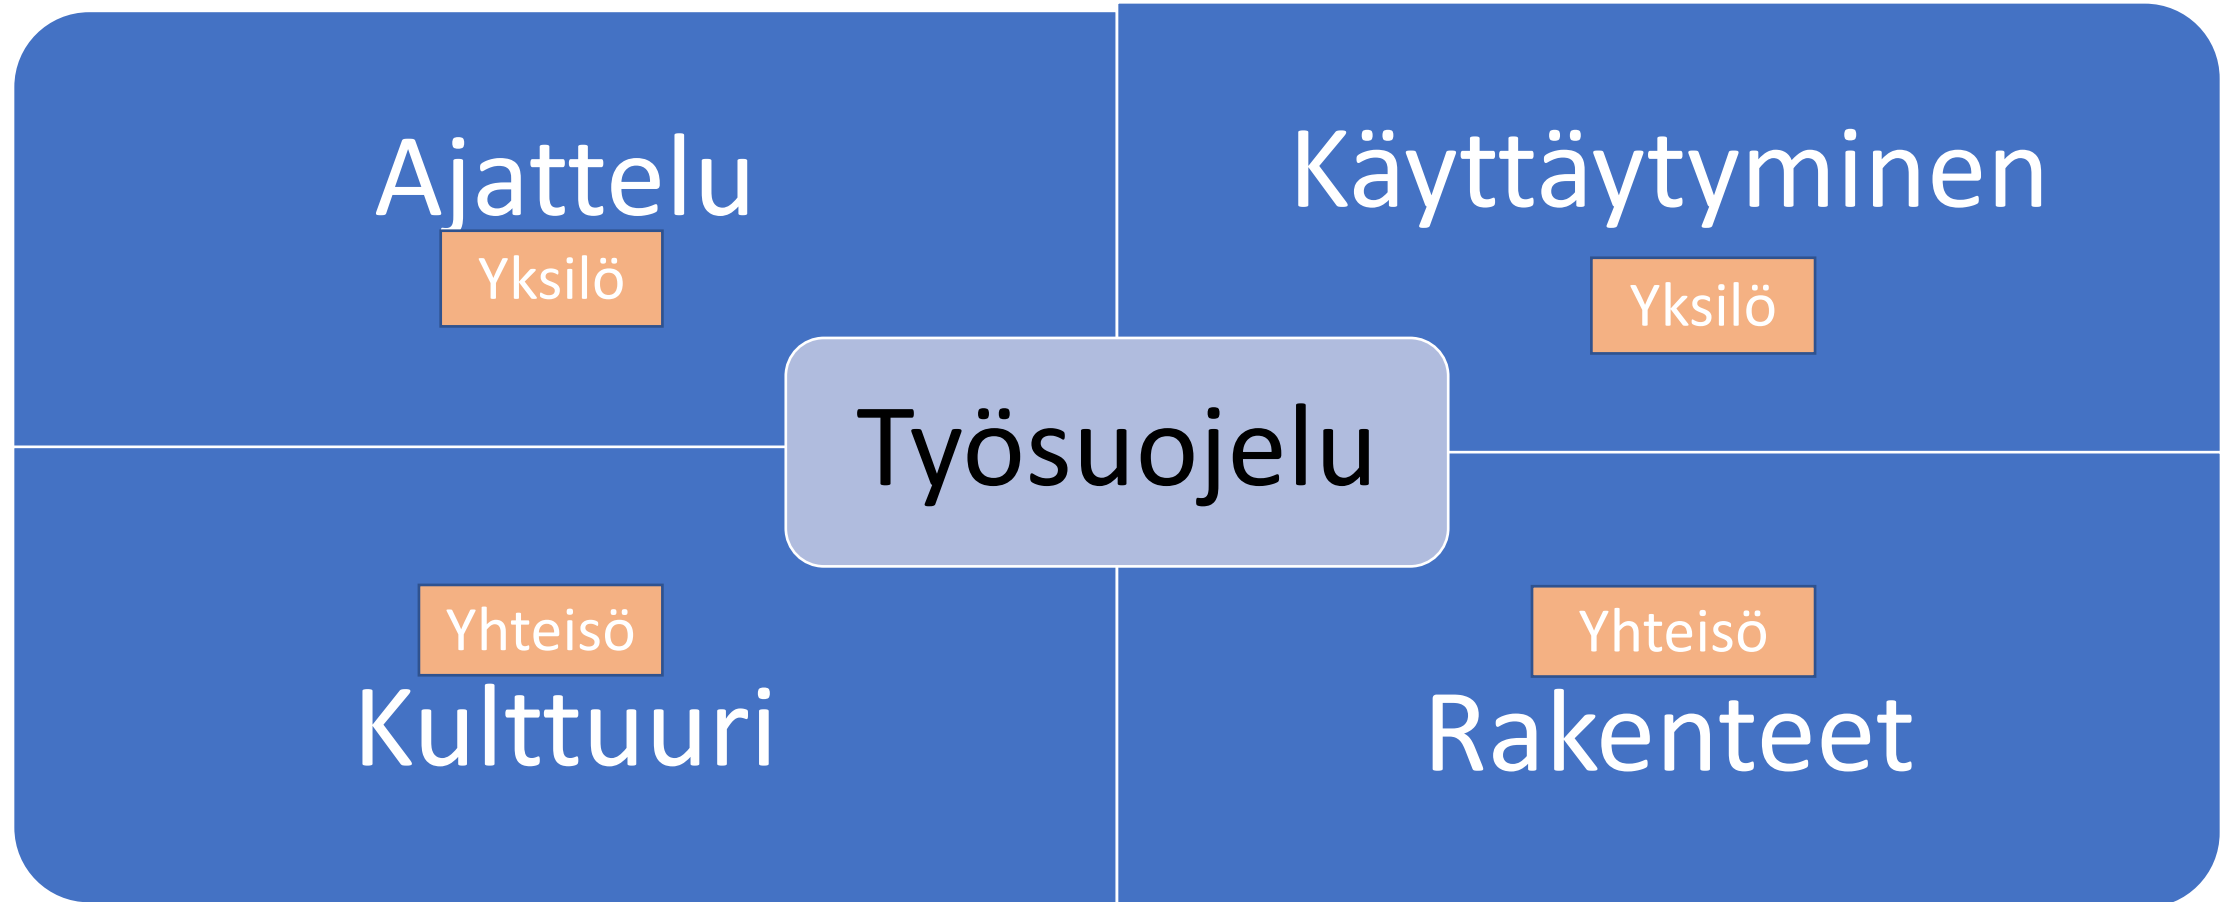 Ajattelu
Yksilö
Käyttäytyminen
Yksilö
Työsuojelu
Yhteisö
Kulttuuri
Yhteisö
Rakenteet